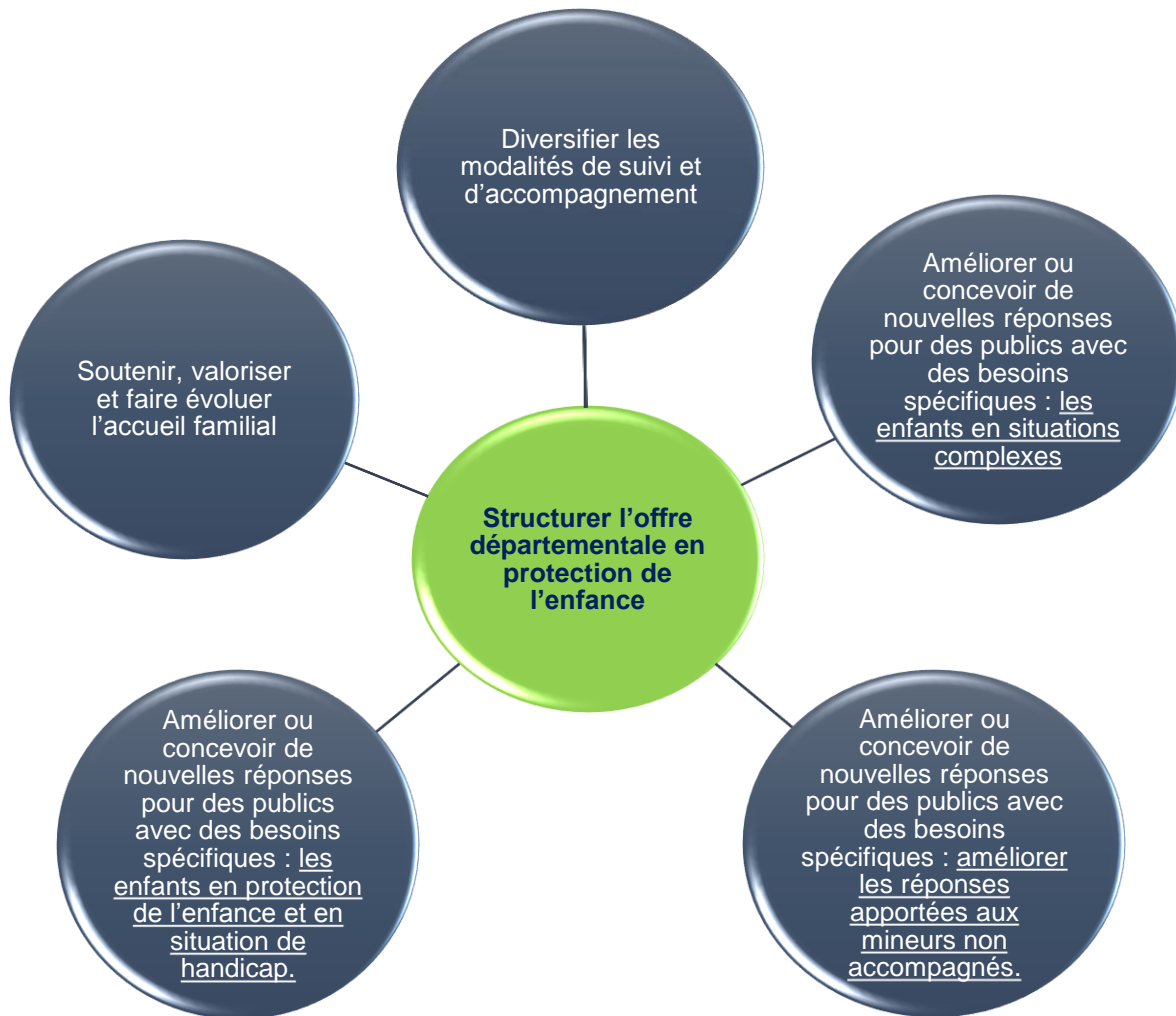 Diversifier les
modalités de suivi et
d’accompagnement
Améliorer ou
concevoir de
nouvelles réponses
pour des publics avec
des besoins
spécifiques : les
enfants en situations
complexes
Soutenir, valoriser
et faire évoluer
l’accueil familial
Structurer l’offre
départementale en
protection de
l’enfance
Améliorer ou
concevoir de
nouvelles réponses
pour des publics
avec des besoins
spécifiques : les
enfants en protection
de l’enfance et en
situation de
handicap.
Améliorer ou
concevoir de
nouvelles réponses
pour des publics avec
des besoins
spécifiques : améliorer
les réponses
apportées aux
mineurs non
accompagnés.